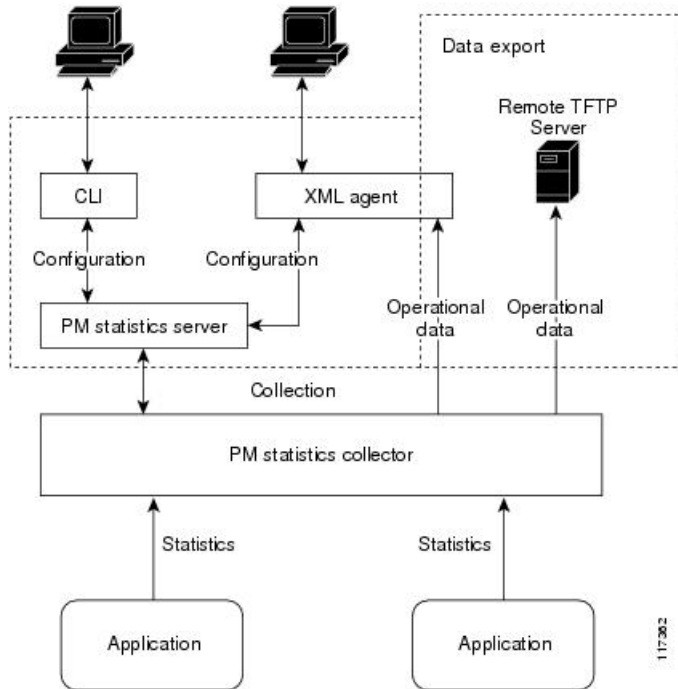 Data export
Remote TFTP
Server
CLI
XML agent
Configuration
Configuration
PM statistics server
Operational
data
Operational
data
Collection
PM statistics collector
Statistics
Statistics
Application
Application
117362